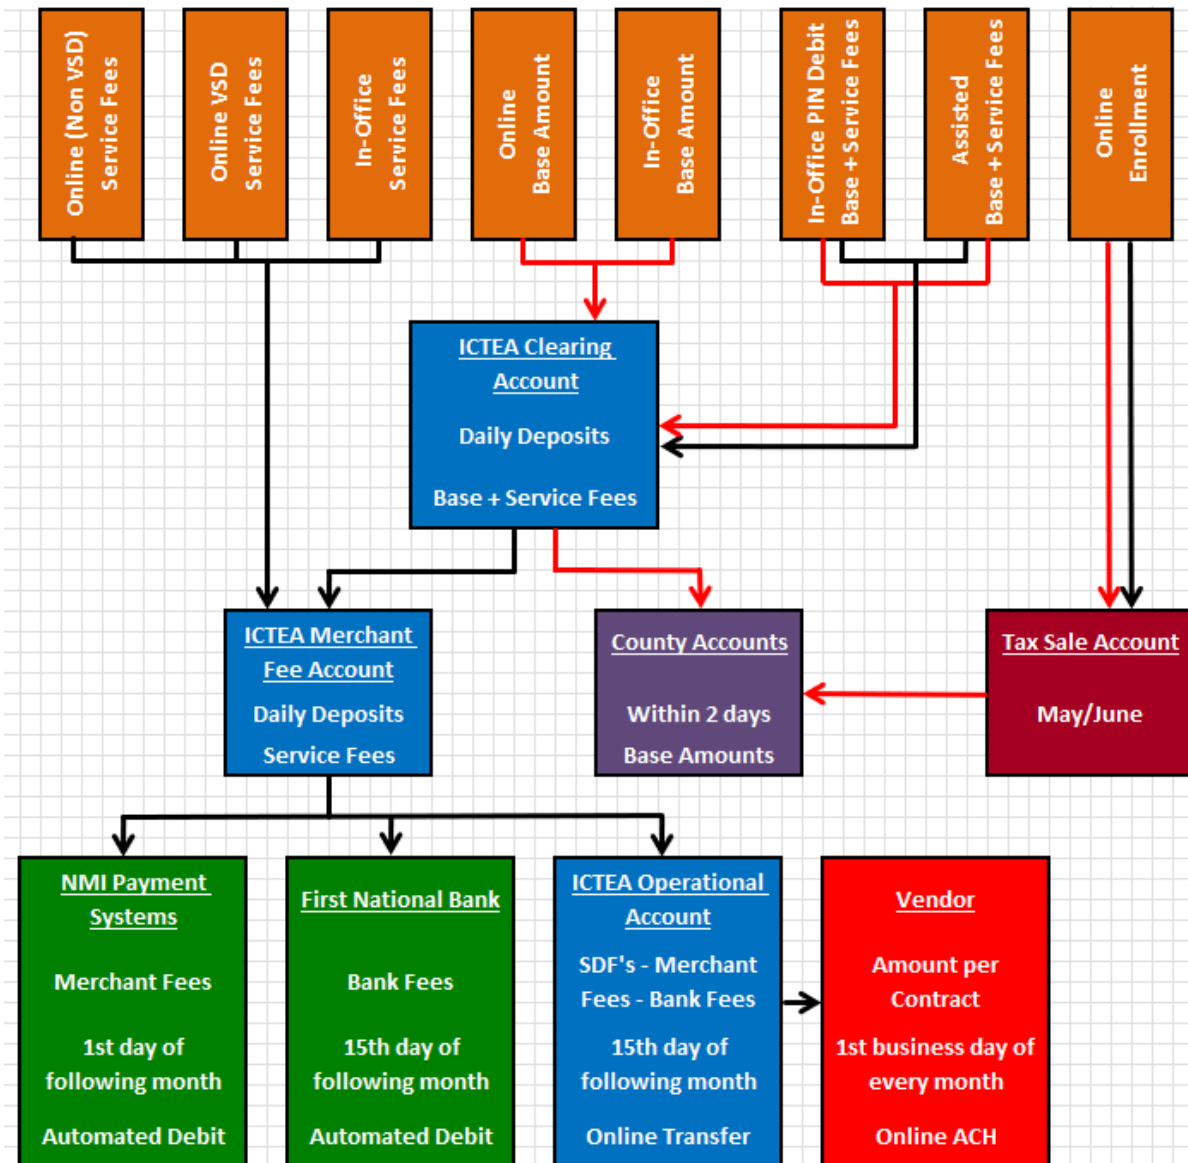 Online (Non VSD)
Service Fees
Online VSD
Service Fees
In-Office
Service Fees
Online
Base Amount
In-Office
Base Amount
In-Office PIN Debit
Base + Service Fees
Assisted
Base + Service Fees
Online
Enrollment
ICTEA Clearing
Account
Daily Deposits
Base + Service Fees
ICTEA Merchant
Fee Account
Daily Deposits
Service Fees
County Accounts
Within 2 days
Base Amounts
Tax Sale Account
May/June
NMI Payment
Systems
Merchant Fees
1st day of
following month
Automated Debit
First National Bank
Bank Fees
15th day of
following month
Automated Debit
ICTEA Operational
Account
SDF's - Merchant
Fees - Bank Fees
15th day of
following month
Online Transfer
Vendor
Amount per
Contract
1st business day of
every month
Online ACH